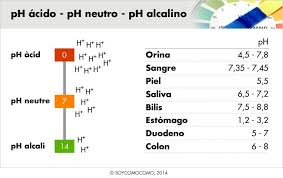 pH ácido - pH neutro - pH alcalino
pH
pH àcid 0 H⁺ H⁺ H⁺ H⁺ H⁺ H⁺ H⁺ H⁺ H⁺ H⁺
pH neutre 7 H⁺ H⁺ H⁺ H⁺ H⁺
pH alcalí 14 H⁺ H⁺
Orina 4,5 - 7,8
Sangre 7,35 - 7,45
Piel 5,5
Saliva 6,5 - 7,2
Bilis 7,5 - 8,8
Estómago 1,2 - 3,2
Duodeno 5 - 7
Colon 6 - 8
© SOYCOMOCOMO, 2014